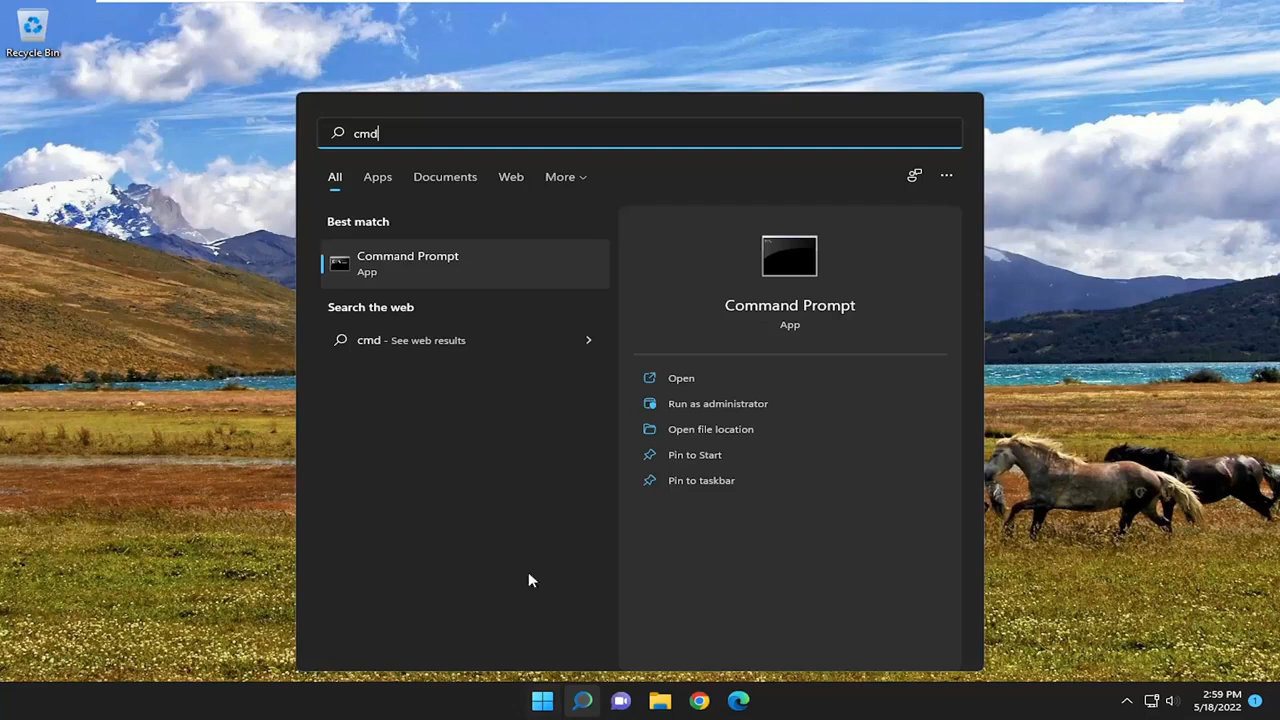 Recycle Bin
cmd
All Apps Documents Web More
Best match
Command Prompt
App
Search the web
cmd - See web results
Command Prompt
App
Open
Run as administrator
Open file location
Pin to Start
Pin to taskbar
2:59 PM
5/18/2022
1